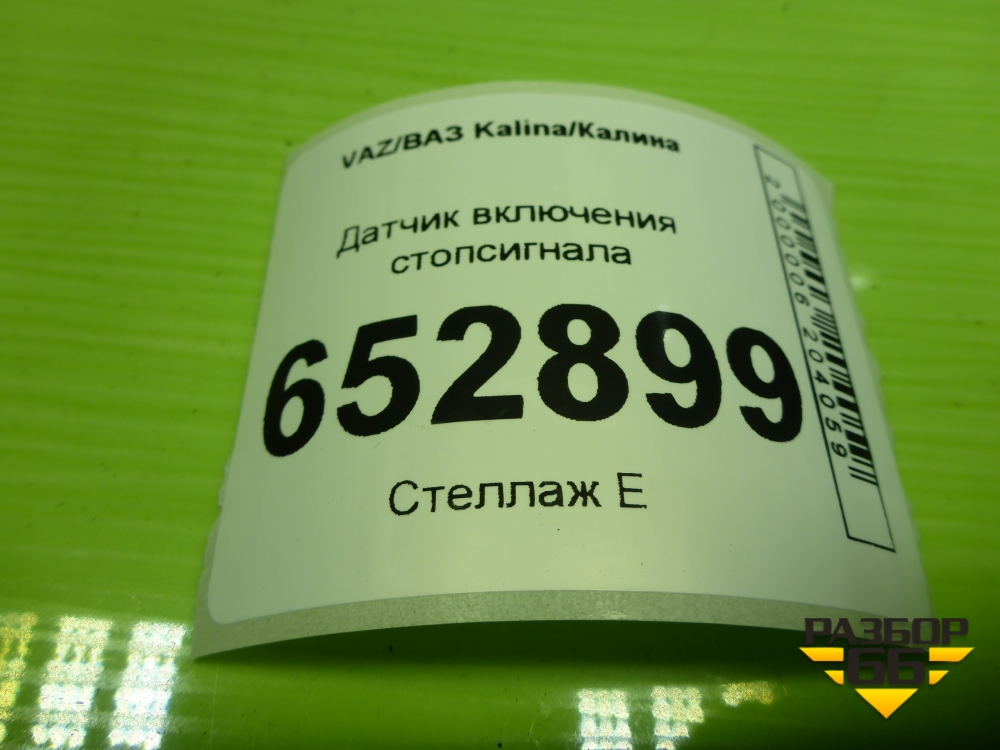 VAZ/ВАЗ Kalina/Калина
Датчик включения
стопсигнала
652899
Стеллаж Е
2000006204059
РАЗБОР
66